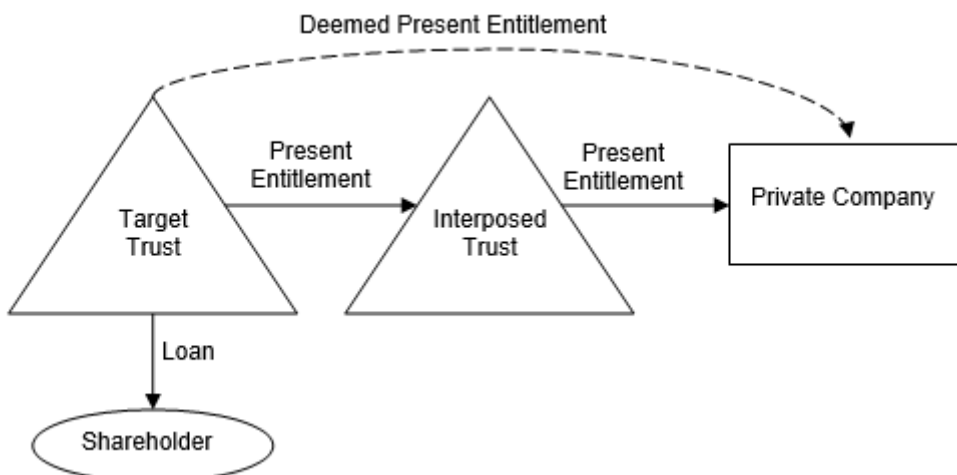 Deemed Present Entitlement
Present
Entitlement
Present
Entitlement
Target
Trust
Interposed
Trust
Private Company
Loan
Shareholder